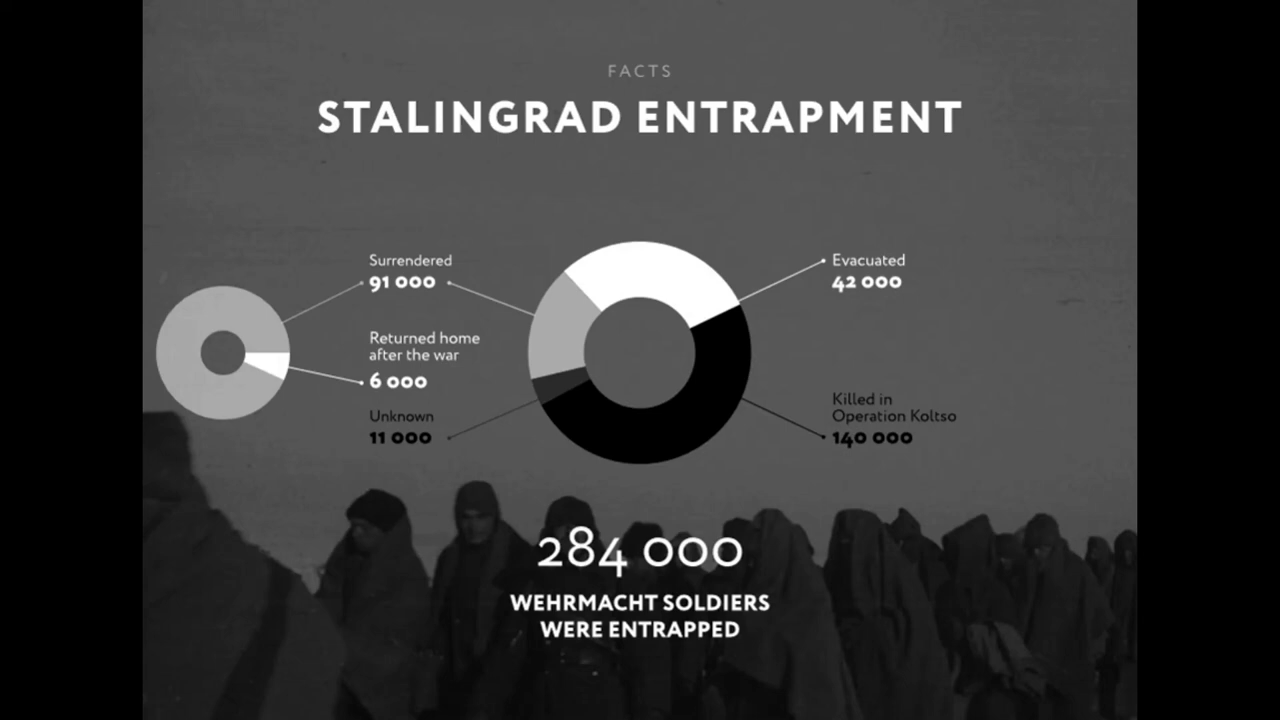 FACTS
STALINGRAD ENTRAPMENT
Surrendered
91 000
Returned home
after the war
6 000
Unknown
11 000
Evacuated
42 000
Killed in
Operation Koltso
140 000
284 000
WEHRMACHT SOLDIERS
WERE ENTRAPPED